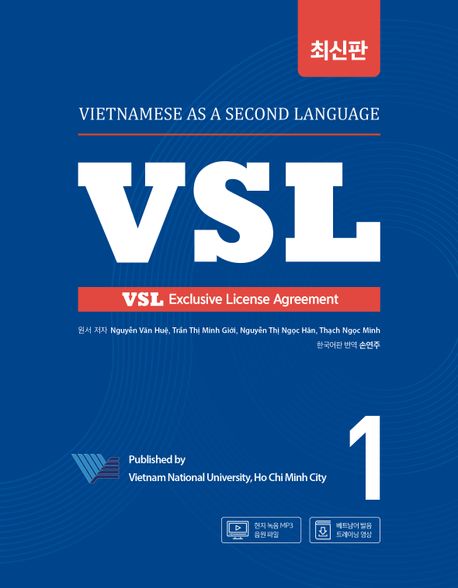 최신판
VIETNAMESE AS A SECOND LANGUAGE
VSL
VSL Exclusive License Agreement
원서 저자 Nguyễn Văn Huệ, Trần Thị Minh Giới, Nguyễn Thị Ngọc Hân, Thạch Ngọc Minh
한국어판 번역 손연주
1
Published by
Vietnam National University, Ho Chi Minh City
현지 녹음 MP3
음원 파일
베트남어 발음
트레이닝 영상